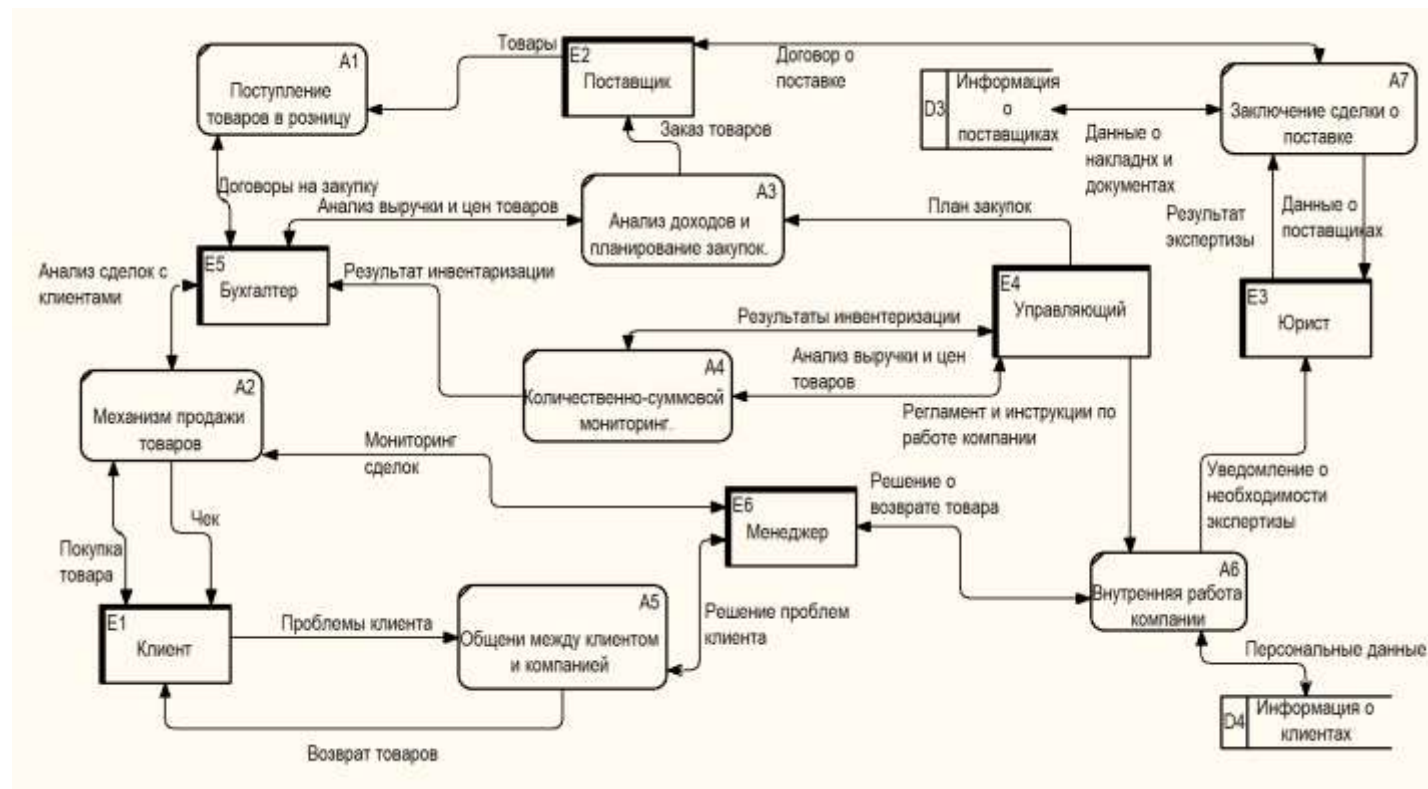 A1
Поступление
товаров в розницу
Товары
E2
Поставщик
Договор о
поставке
D3
Информация
о
поставщиках
A7
Заключение сделки о
поставке
Заказ товаров
Данные о
накладнх и
документах
Договоры на закупку
Анализ выручки и цен товаров
A3
Анализ доходов и
планирование закупок.
План закупок
Результат
экспертизы
Данные о
поставщиках
Анализ сделок с
клиентами
E5
Бухгалтер
Результат инвентаризации
E4
Управляющий
E3
Юрист
Результаты инвентеризации
A4
Количественно-суммовой
мониторинг.
Анализ выручки и цен
товаров
A2
Механизм продажи
товаров
Регламент и инструкции по
работе компании
Мониторинг
сделок
Уведомление о
необходимости
экспертизы
E6
Менеджер
Решение о
возврате товара
Чек
Покупка
товара
A6
Внутренняя работа
компании
E1
Клиент
Проблемы клиента
A5
Общени между клиентом
и компанией
Решение проблем
клиента
Персональные данные
D4
Информация о
клиентах
Возврат товаров